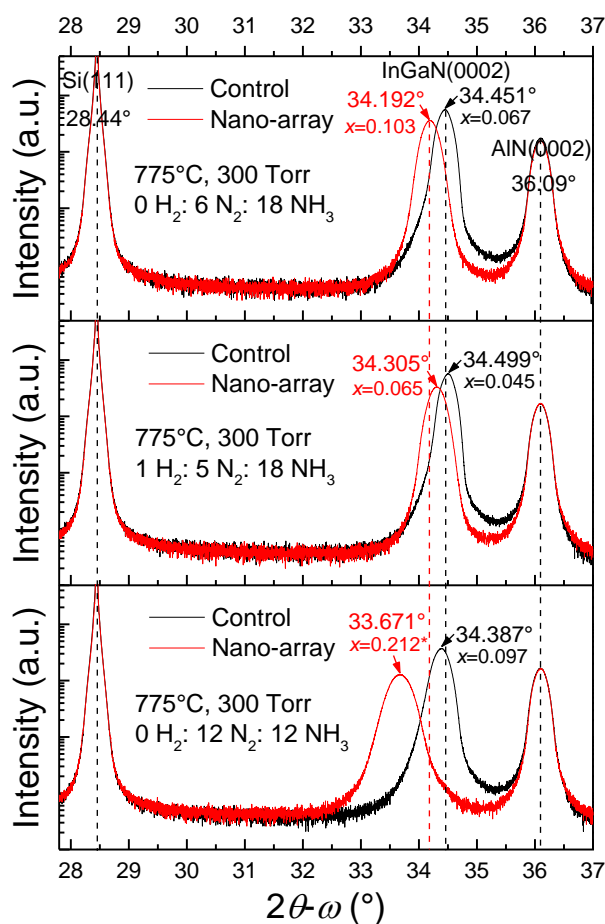 28 29 30 31 32 33 34 35 36 37
Intensity (a.u.)
Si(111)
28.44°
Control
Nano-array
775°C, 300 Torr
0 H₂: 6 N₂: 18 NH₃
InGaN(0002)
34.192°
x=0.103
34.451°
x=0.067
AlN(0002)
36.09°
Intensity (a.u.)
Control
Nano-array
775°C, 300 Torr
1 H₂: 5 N₂: 18 NH₃
34.305°
x=0.065
34.499°
x=0.045
Intensity (a.u.)
Control
Nano-array
775°C, 300 Torr
0 H₂: 12 N₂: 12 NH₃
33.671°
x=0.212*
34.387°
x=0.097
28 29 30 31 32 33 34 35 36 37
2θ-ω (°)